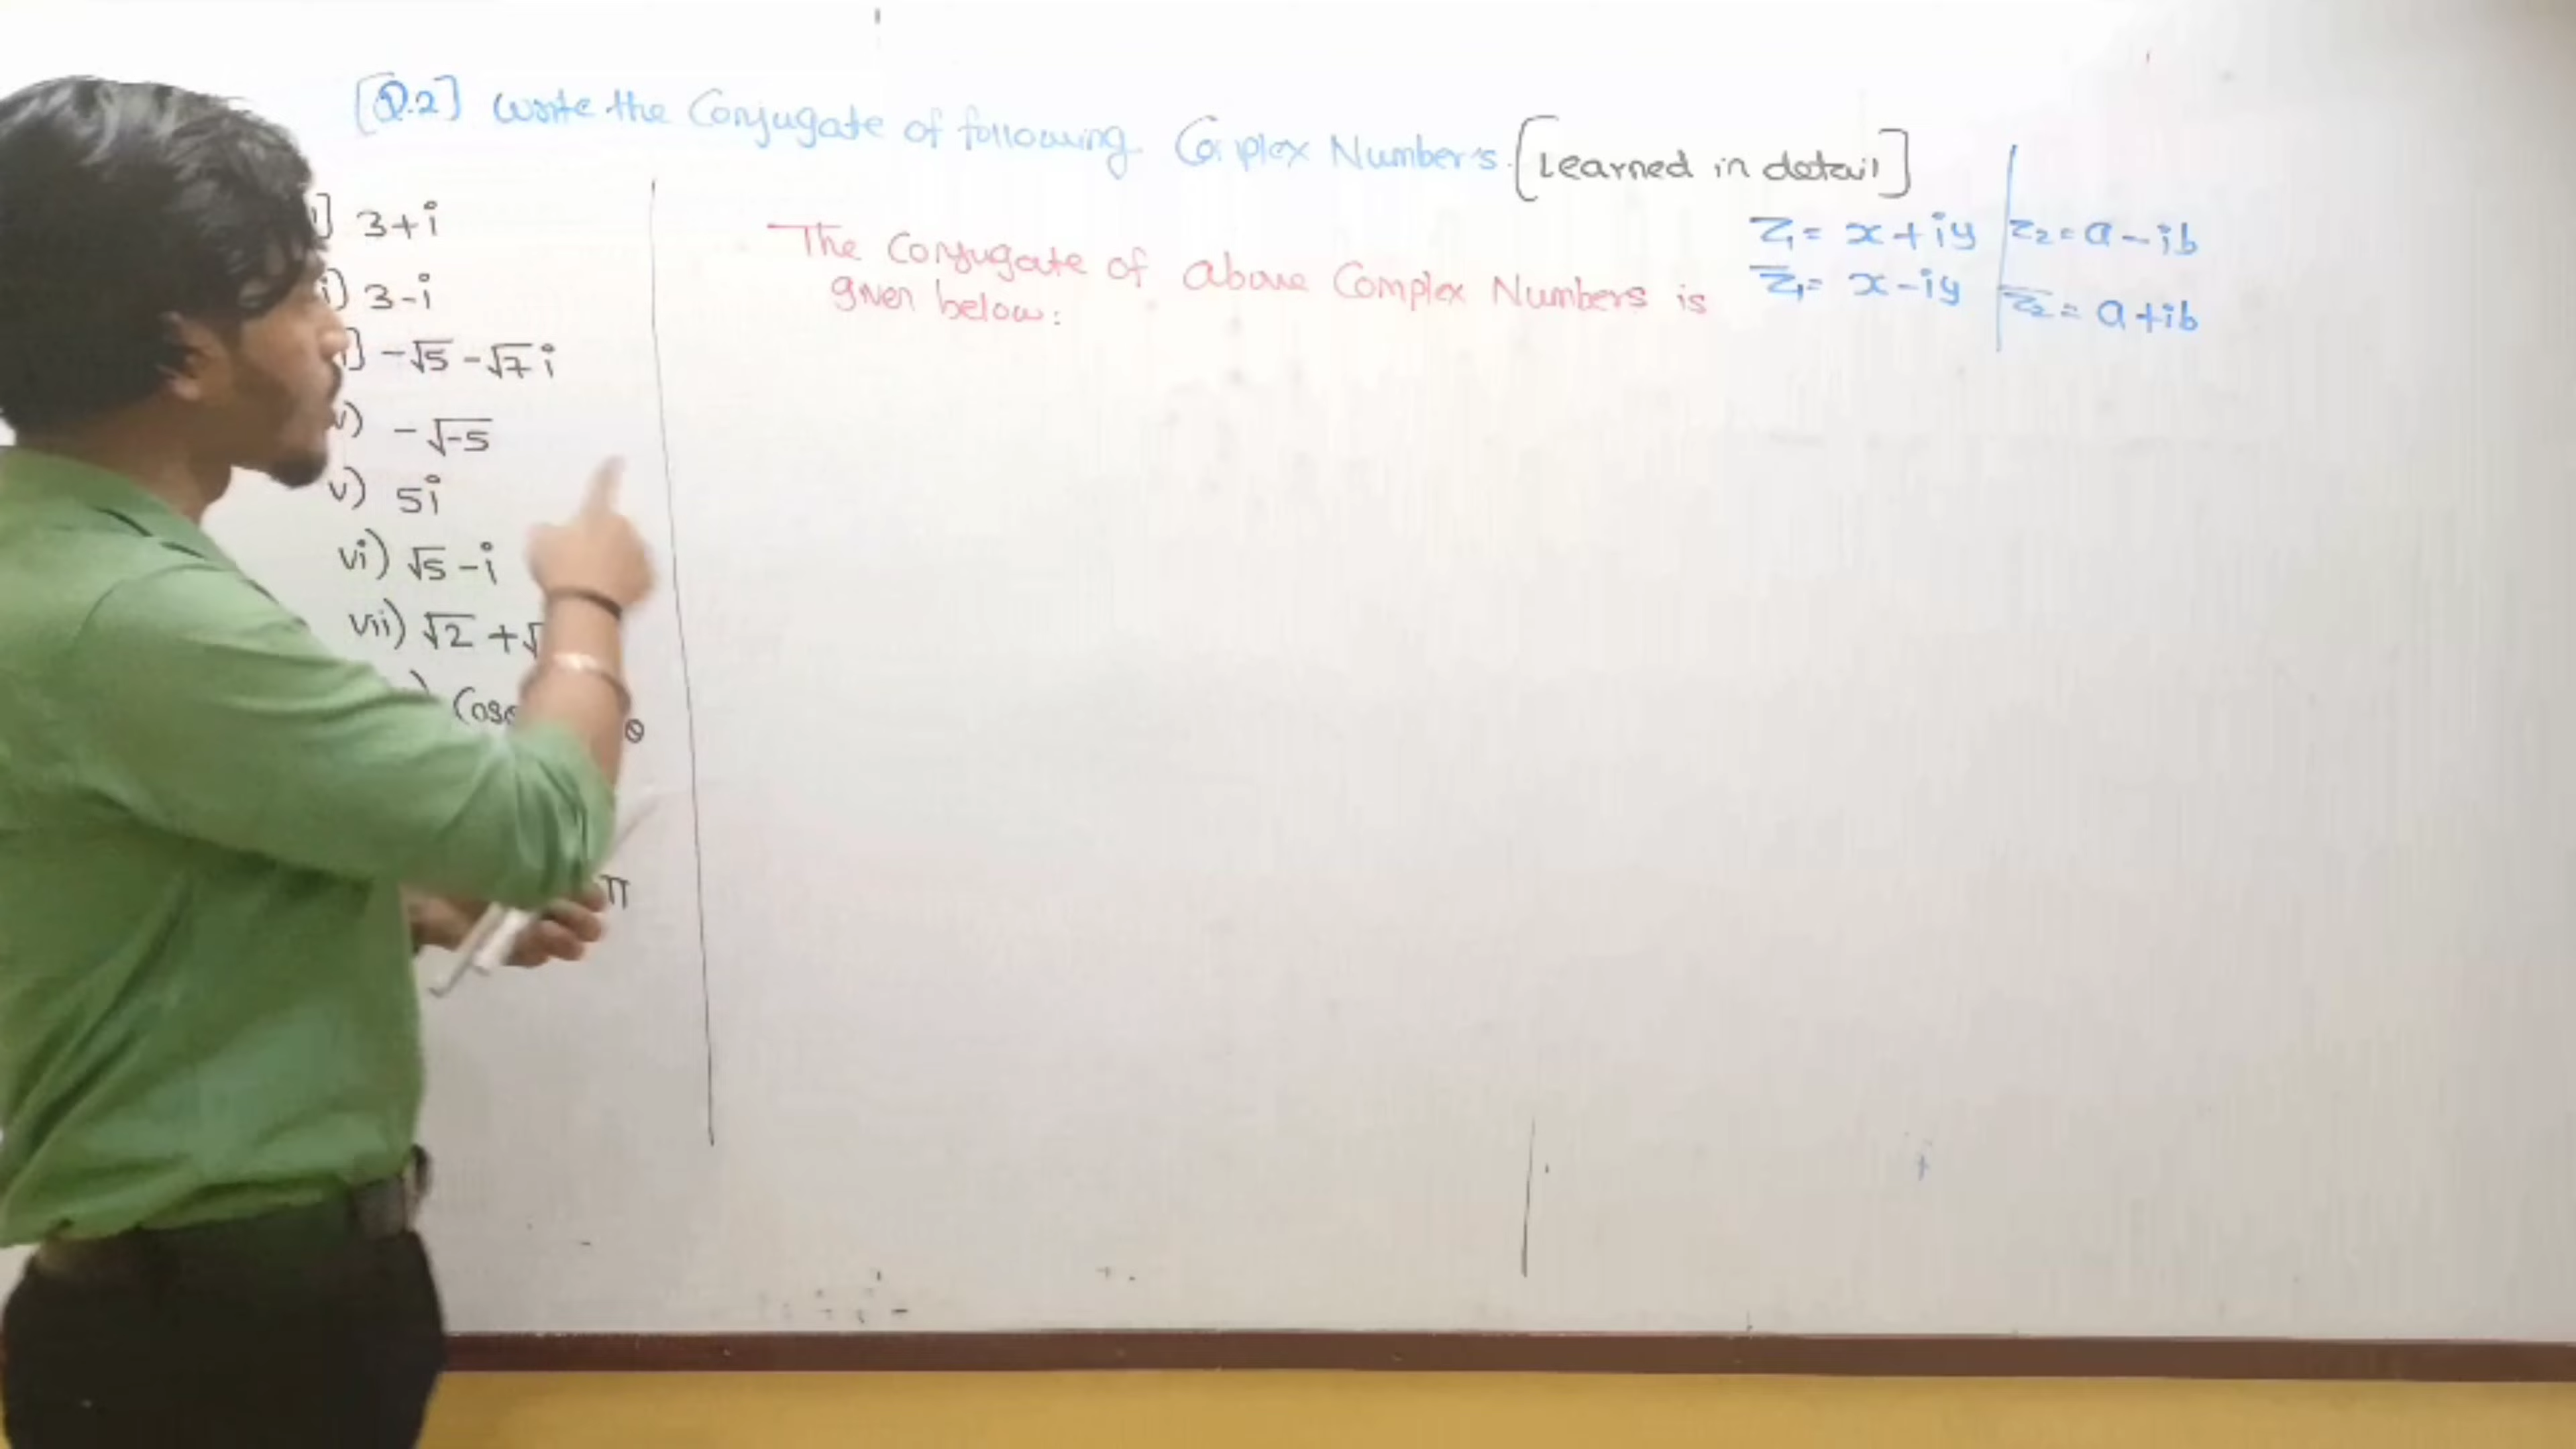 [Q.2] Write the Conjugate of following Complex Numbers. [Learned in detail]
] 3+i
i) 3-i
i] -√5 -√7 i
v) -√-5
v) 5i
vi) √5 -i
vii) √2 +√
) Cos θ
π
The Conjugate of above Complex Numbers is
given below:
Z₁= x+iy
Z̅₁= x-iy
Z₂= a-ib
Z̅₂= a+ib